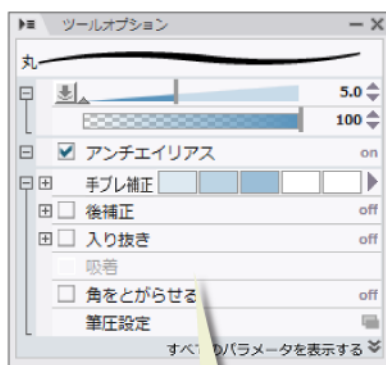 ツールオプション
丸
5.0
100
アンチエイリアス on
手ブレ補正
後補正 off
入り抜き off
吸着
角をとがらせる off
筆圧設定
すべてのパラメータを表示する